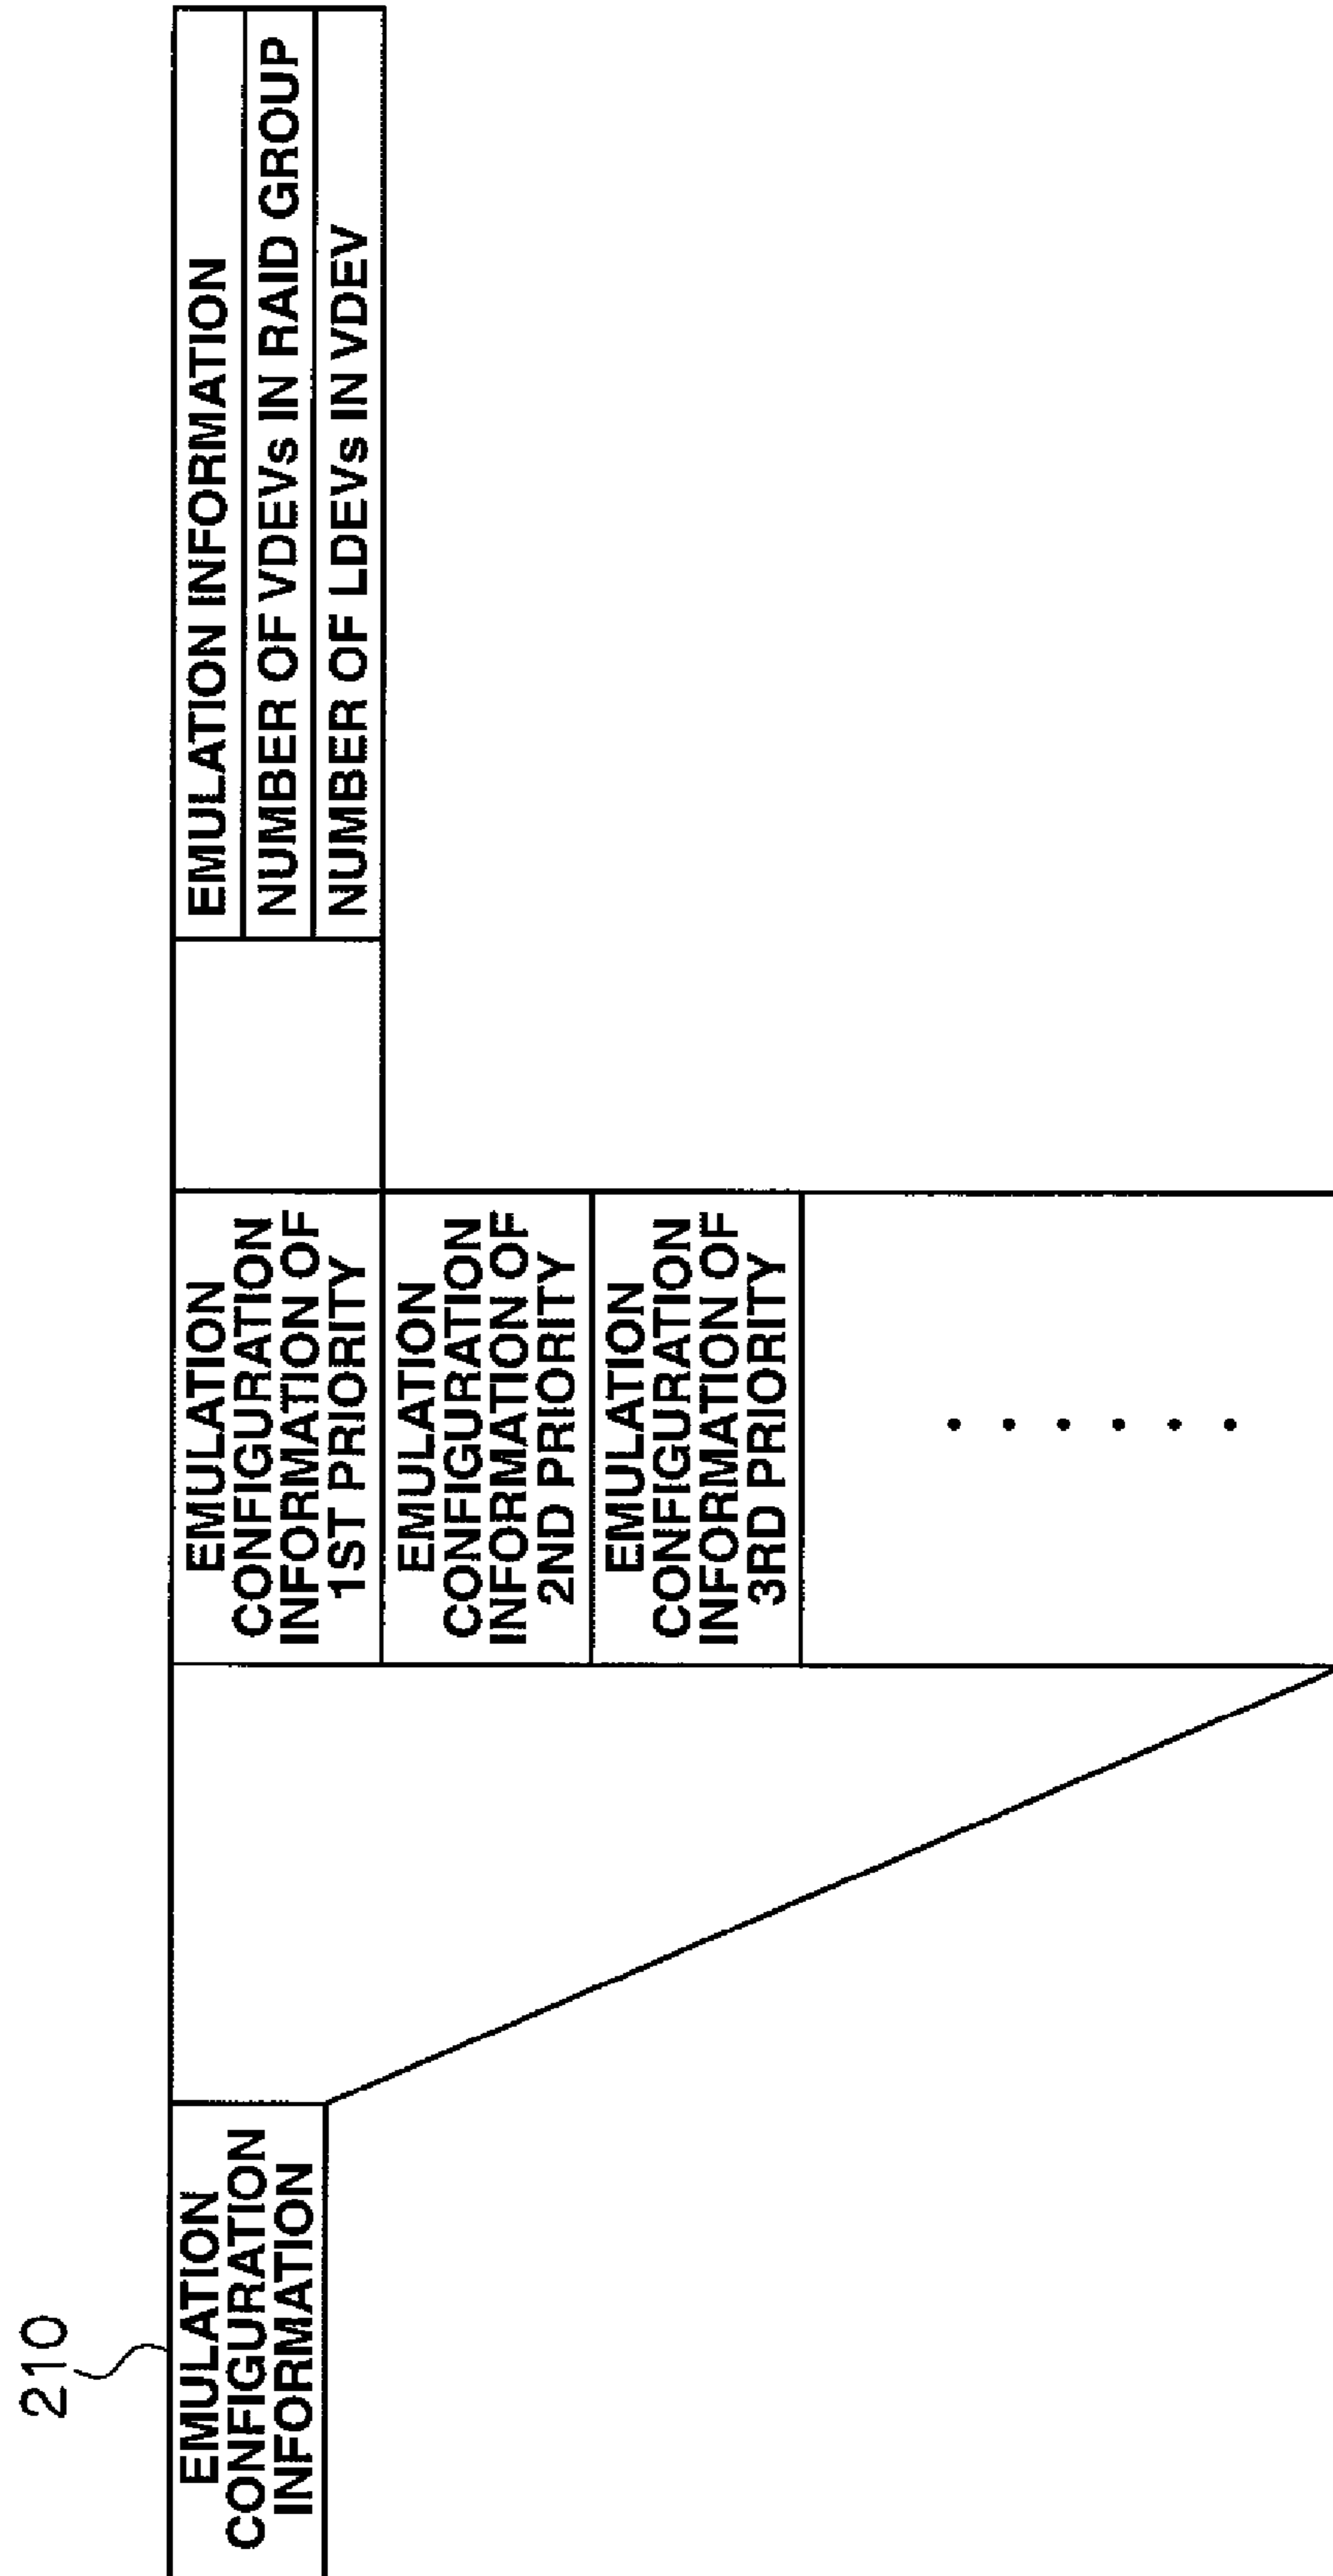 210
EMULATION
CONFIGURATION
INFORMATION
EMULATION
CONFIGURATION
INFORMATION OF
1ST PRIORITY
EMULATION
CONFIGURATION
INFORMATION OF
2ND PRIORITY
EMULATION
CONFIGURATION
INFORMATION OF
3RD PRIORITY
EMULATION INFORMATION
NUMBER OF VDEVs IN RAID GROUP
NUMBER OF LDEVs IN VDEV